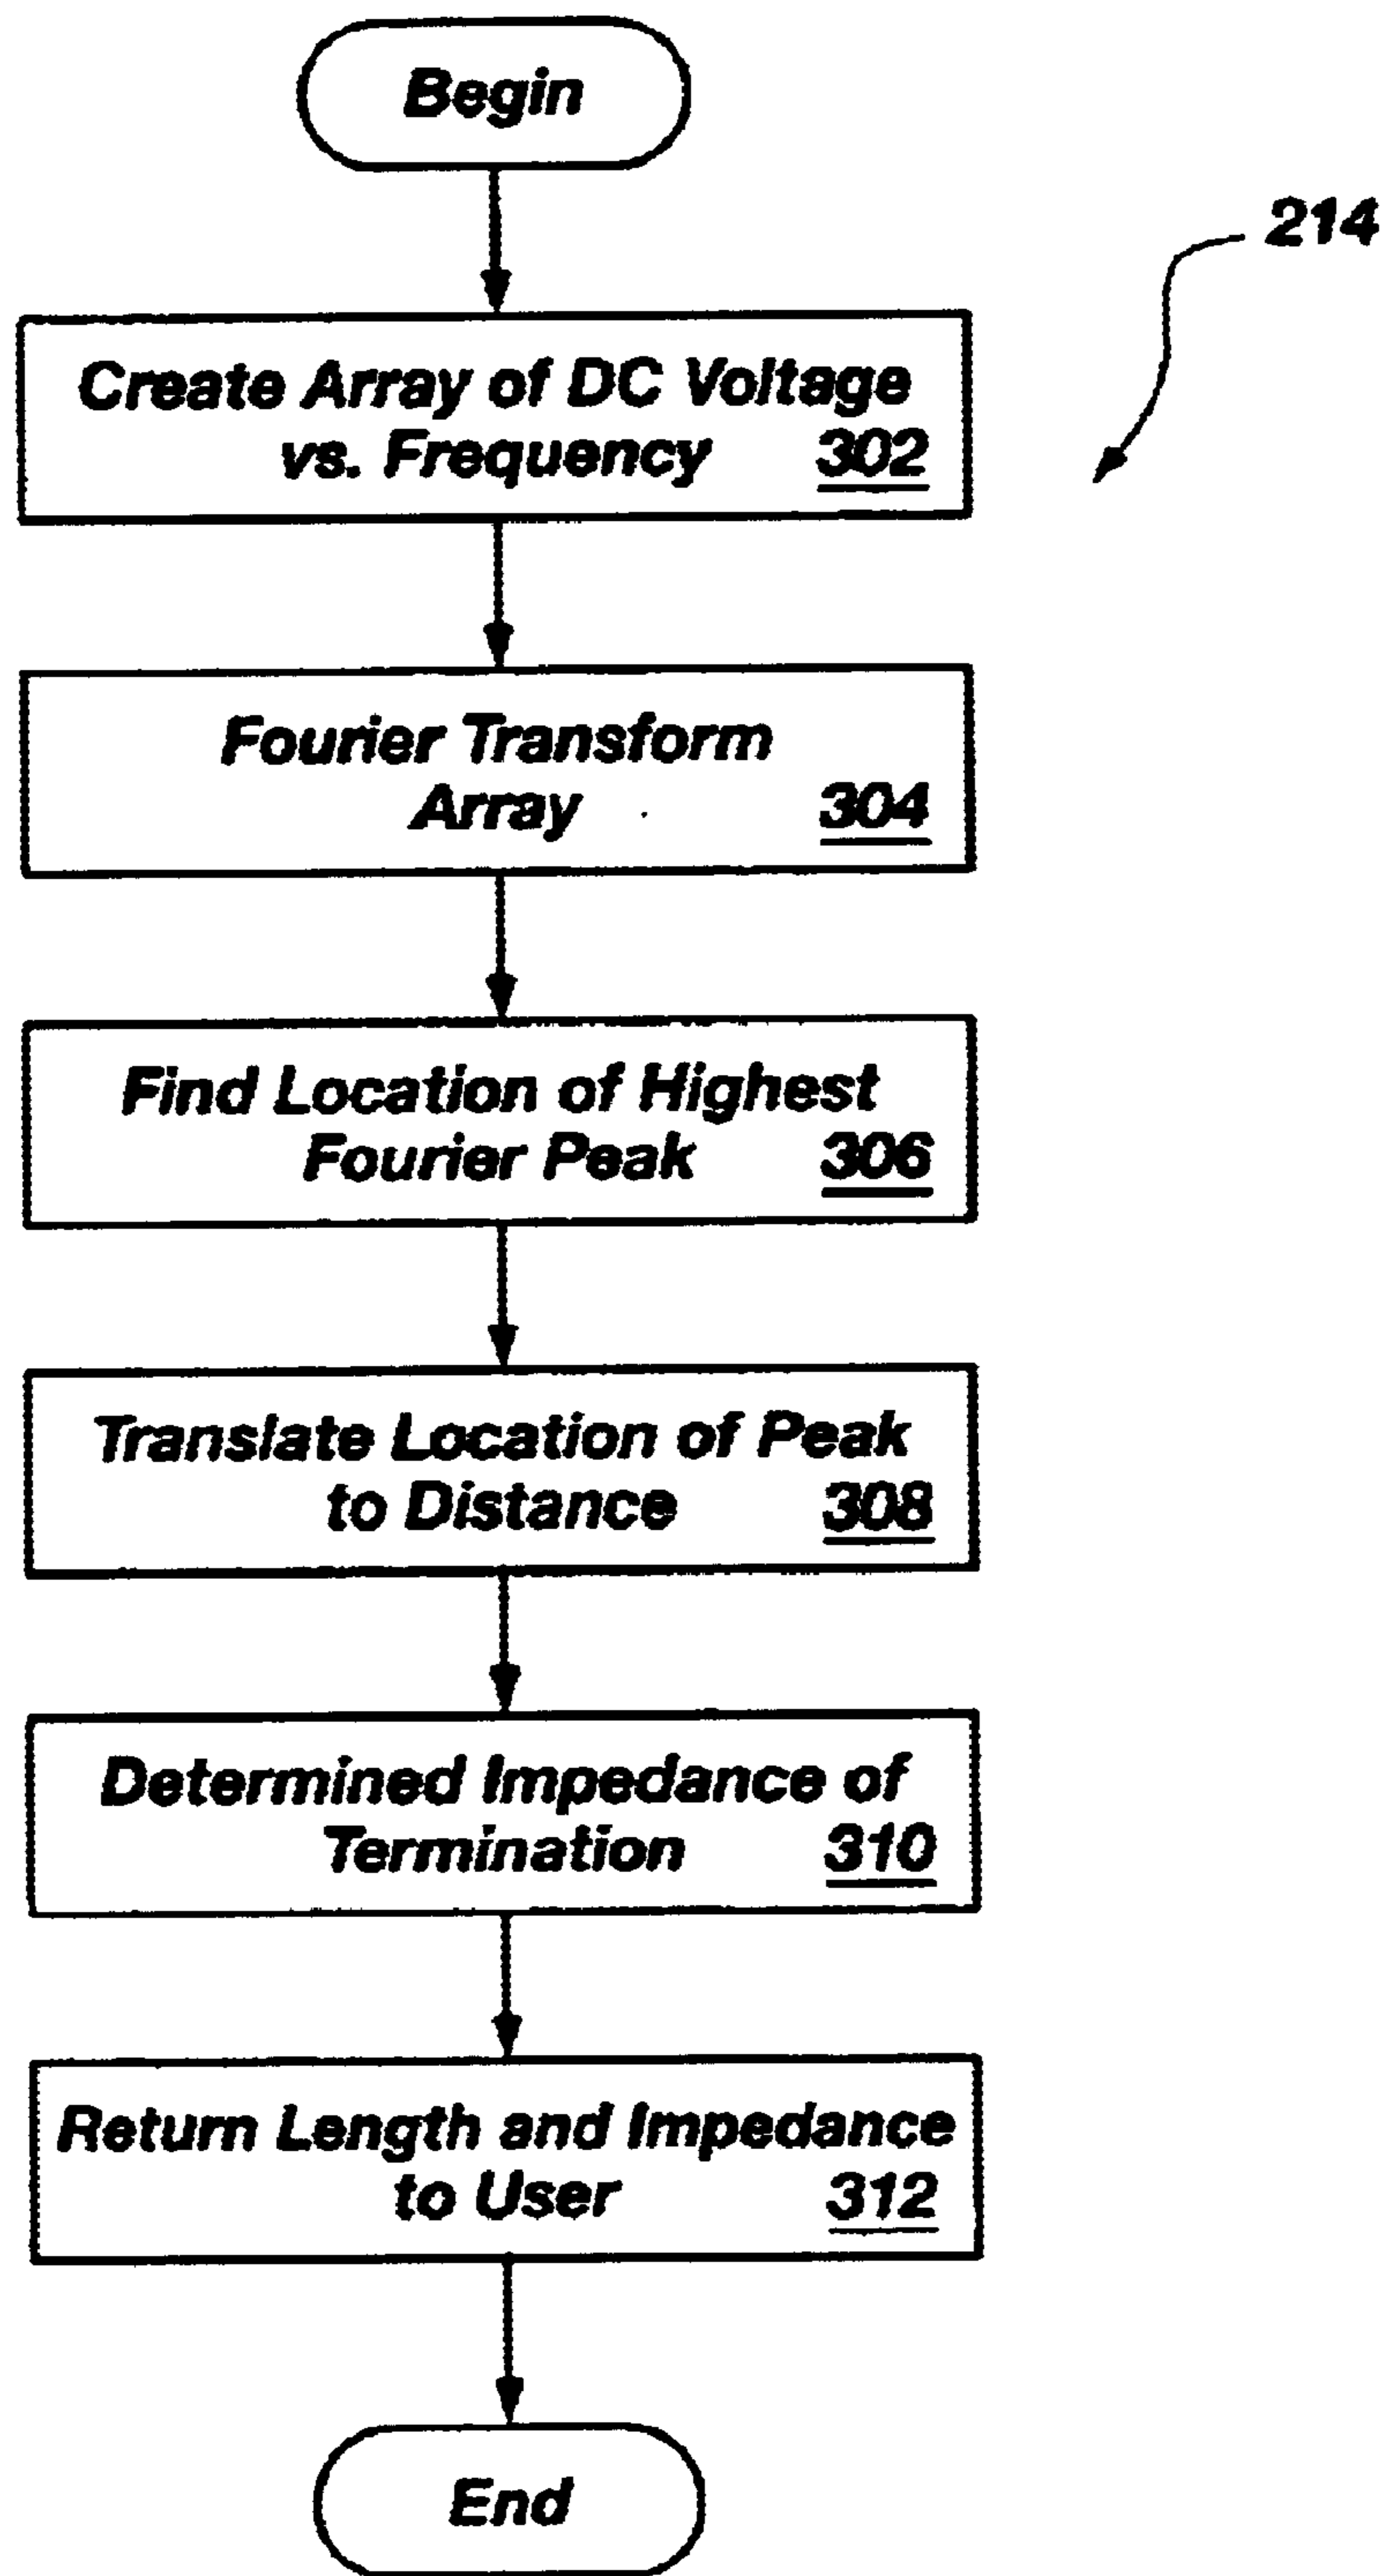 Begin
214
Create Array of DC Voltage
vs. Frequency 302
Fourier Transform
Array 304
Find Location of Highest
Fourier Peak 306
Translate Location of Peak
to Distance 308
Determined Impedance of
Termination 310
Return Length and Impedance
to User 312
End